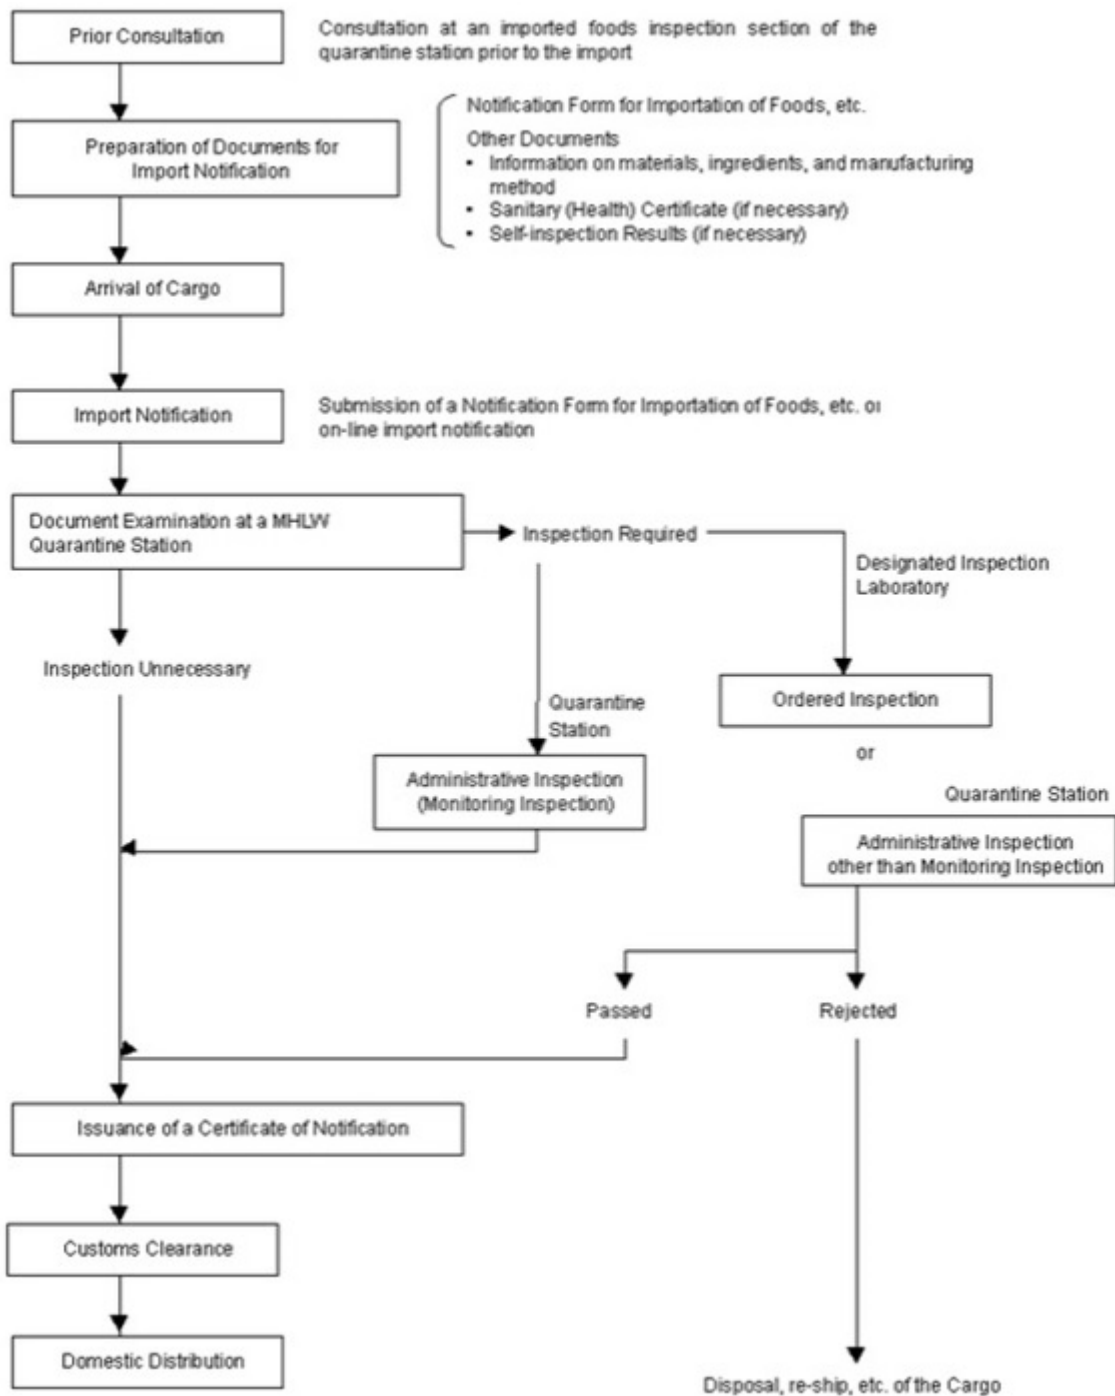 Prior Consultation
Consultation at an imported foods inspection section of the
quarantine station prior to the import
Notification Form for Importation of Foods, etc.
Preparation of Documents for
Import Notification
Other Documents
• Information on materials, ingredients, and manufacturing
method
• Sanitary (Health) Certificate (if necessary)
• Self-inspection Results (if necessary)
Arrival of Cargo
Import Notification
Submission of a Notification Form for Importation of Foods, etc. or
on-line import notification
Document Examination at a MHLW
Quarantine Station
Inspection Required
Designated Inspection
Laboratory
Inspection Unnecessary
Ordered Inspection
Quarantine
Station
or
Administrative Inspection
(Monitoring Inspection)
Quarantine Station
Administrative Inspection
other than Monitoring Inspection
Passed
Rejected
Issuance of a Certificate of Notification
Customs Clearance
Domestic Distribution
Disposal, re-ship, etc. of the Cargo